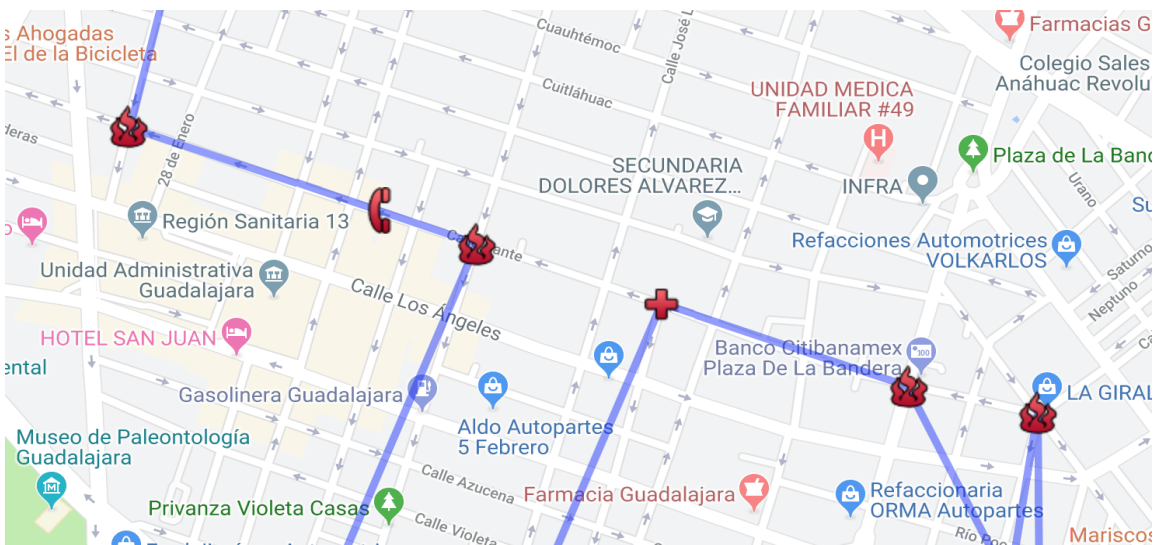 s Ahogadas
El de la Bicicleta
Cuauhtémoc
Calle José L
Farmacias G
Colegio Sales
Anáhuac Revolu
Cuitláhuac
UNIDAD MEDICA
FAMILIAR #49
deras
28 de Enero
SECUNDARIA
DOLORES ALVAREZ...
INFRA
Plaza de La Band
Urano
Su
Región Sanitaria 13
Refacciones Automotrices
VOLKARLOS
Saturno
Neptuno
Unidad Administrativa
Guadalajara
Calle Los Ángeles
HOTEL SAN JUAN
ental
Banco Citibanamex
Plaza De La Bandera
Gasolinera Guadalajara
LA GIRAL
Aldo Autopartes
5 Febrero
Museo de Paleontología
Guadalajara
Calle Azucena
Farmacia Guadalajara
Refaccionaria
ORMA Autopartes
Privanza Violeta Casas
Calle Violeta
Mariscos